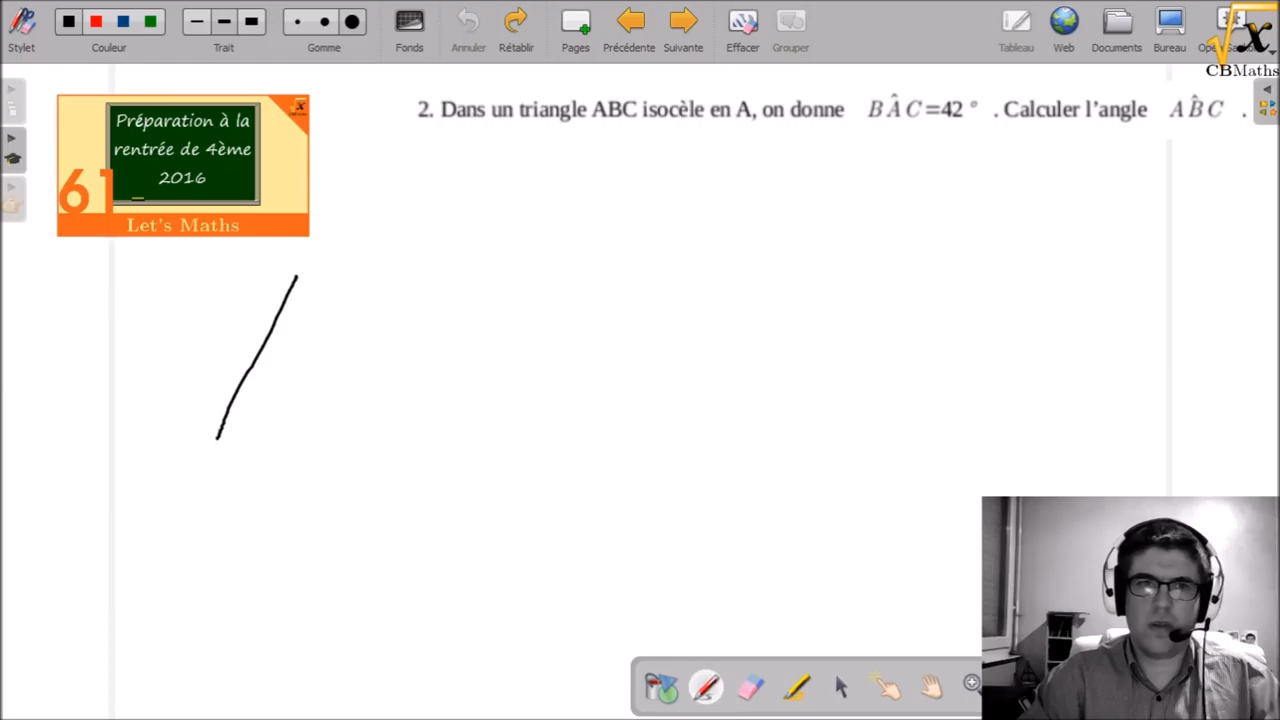 Stylet Couleur Trait Gomme Fonds Annuler Rétablir Pages Précédente Suivante Effacer Grouper Tableau Web Documents Bureau
CBMaths
2. Dans un triangle ABC isocèle en A, on donne BÂC=42 ° . Calculer l'angle AB̂C .
Préparation à la
rentrée de 4ème
2016
61
Let's Maths